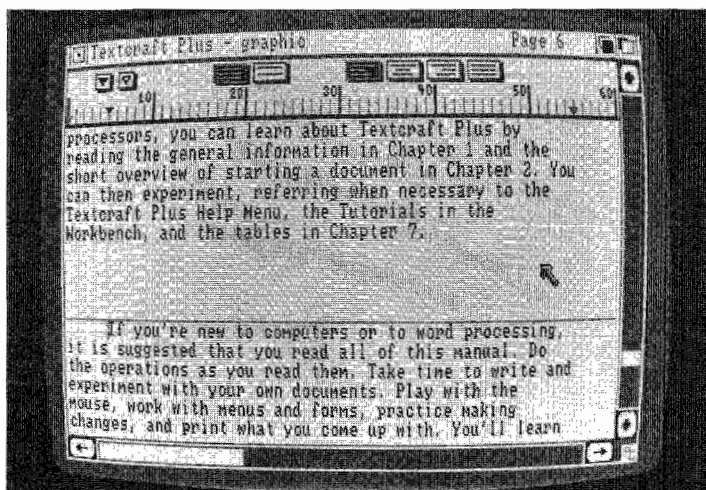 Textcraft Plus - graphic Page 6
10 20 30 40 50 60
processors, you can learn about Textcraft Plus by
reading the general information in Chapter 1 and the
short overview of starting a document in Chapter 2. You
can then experiment, referring when necessary to the
Textcraft Plus Help Menu, the Tutorials in the
Workbench, and the tables in Chapter 7.
If you're new to computers or to word processing,
it is suggested that you read all of this manual. Do
the operations as you read them. Take time to write and
experiment with your own documents. Play with the
mouse, work with menus and forms, practice making
changes, and print what you come up with. You'll learn